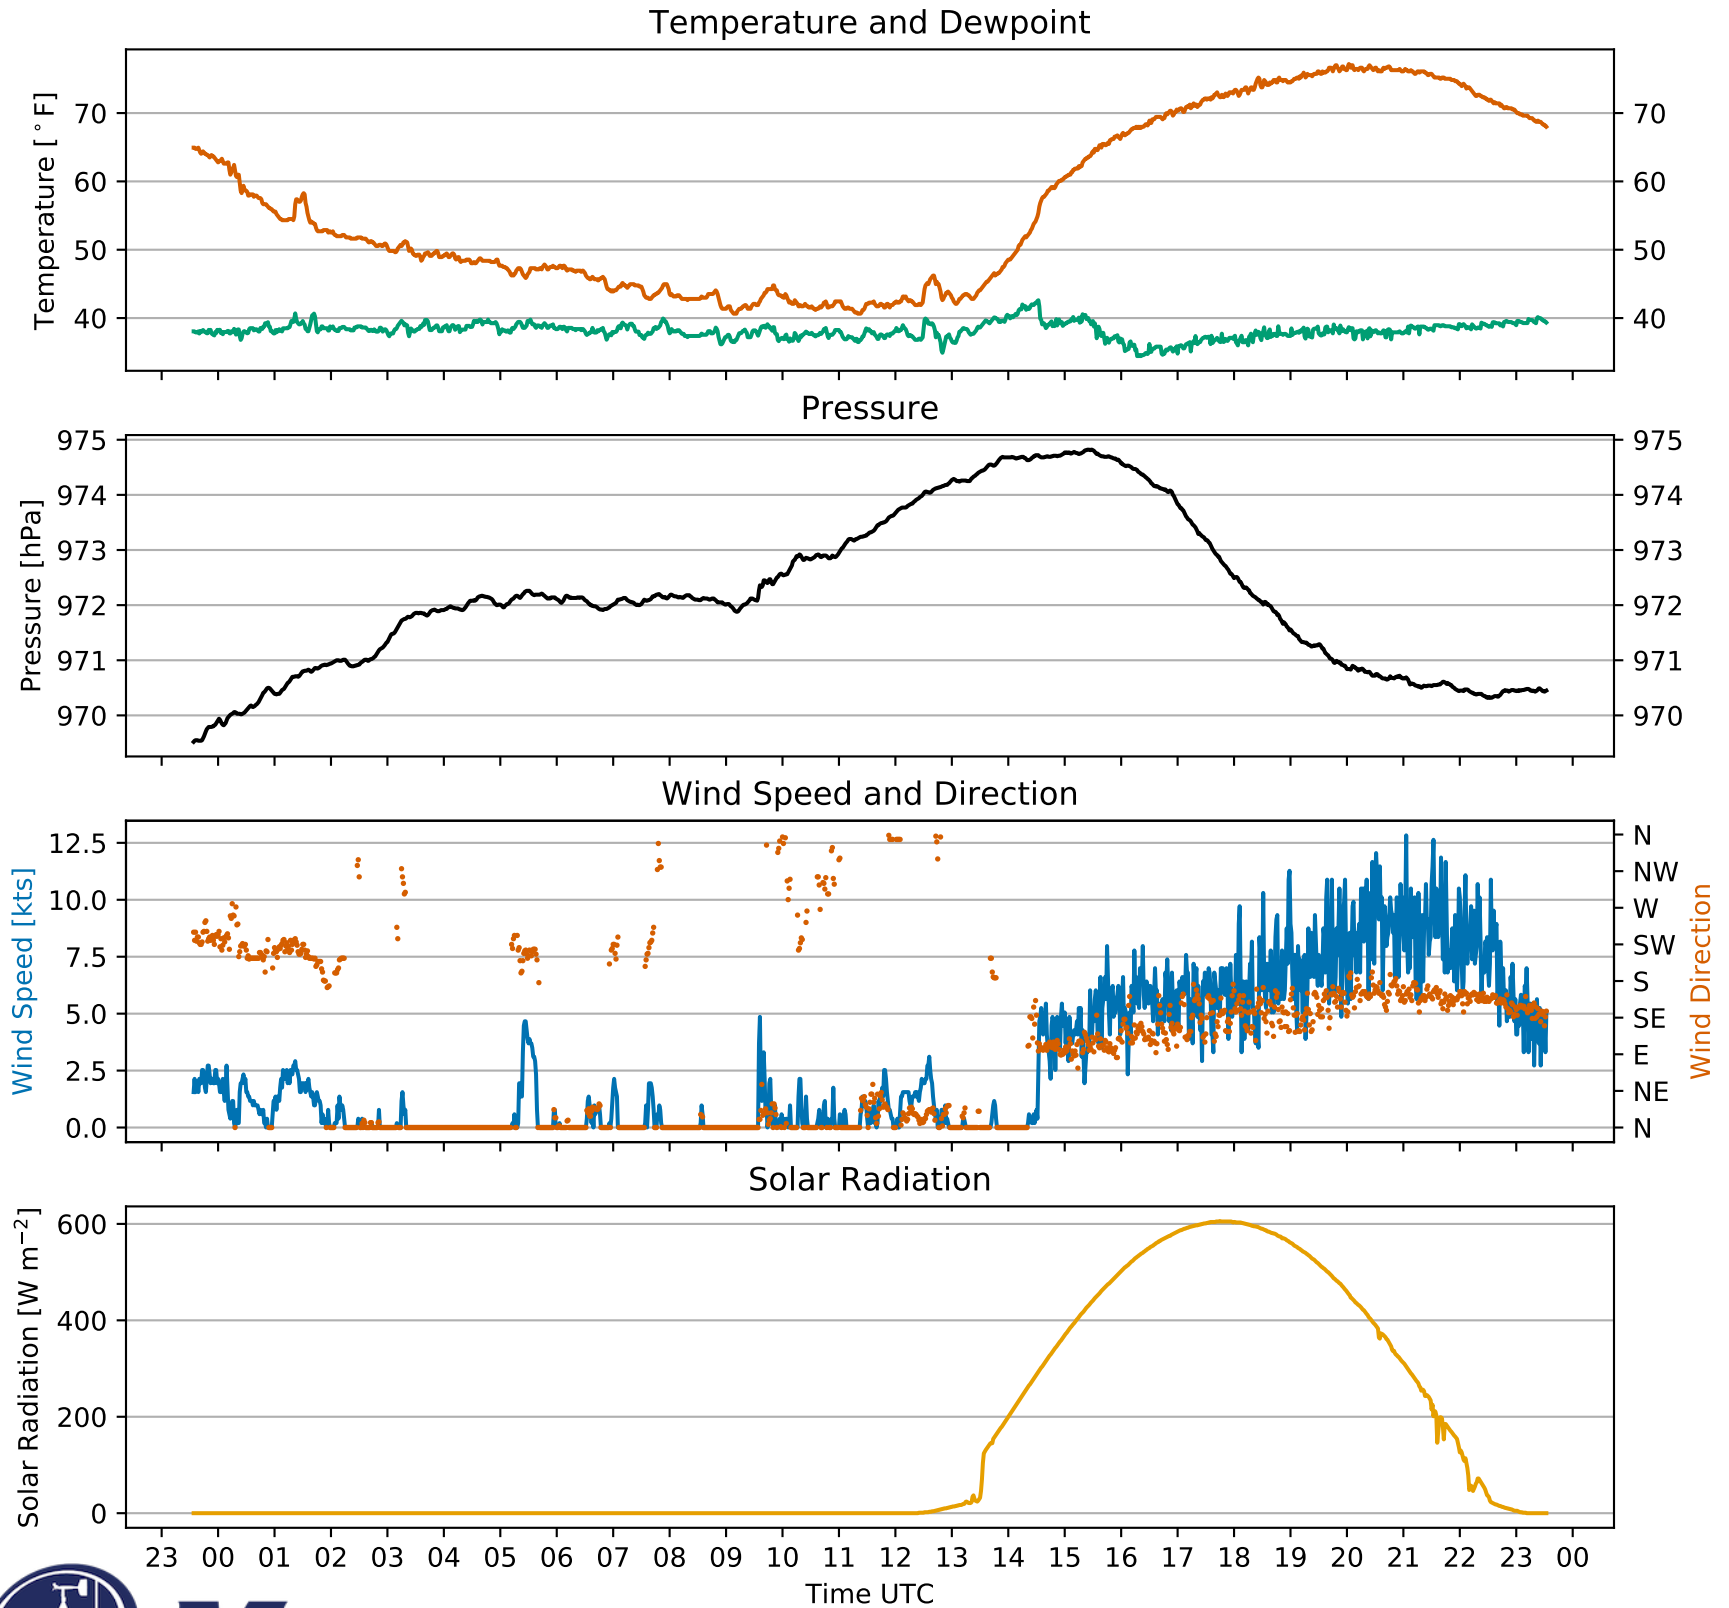 Temperature and Dewpoint
Temperature [°F]
70 70
60 60
50 50
40 40
Pressure
Pressure [hPa]
975 975
974 974
973 973
972 972
971 971
970 970
Wind Speed and Direction
Wind Speed [kts]
Wind Direction
12.5 N
NW
10.0 W
7.5 SW
S
5.0 SE
E
2.5 NE
0.0 N
Solar Radiation
Solar Radiation [W m⁻²]
600
400
200
0
23 00 01 02 03 04 05 06 07 08 09 10 11 12 13 14 15 16 17 18 19 20 21 22 23 00
Time UTC